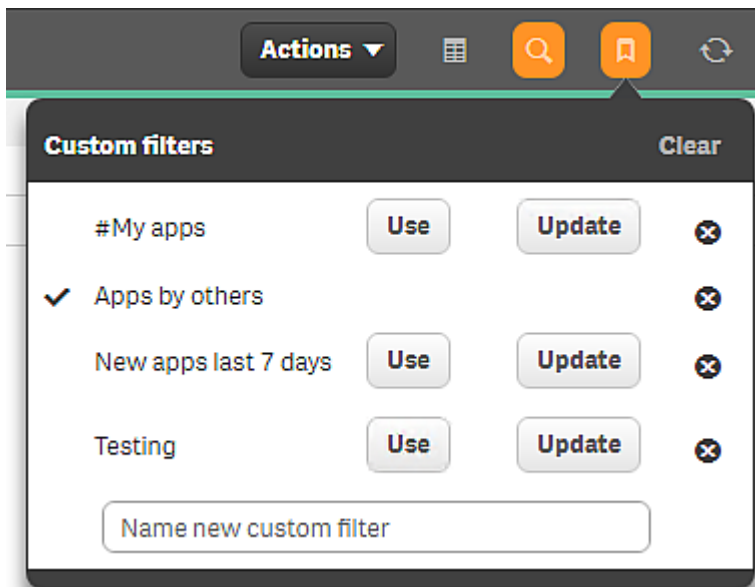 Actions
Custom filters Clear
#My apps Use Update
Apps by others
New apps last 7 days Use Update
Testing Use Update
Name new custom filter